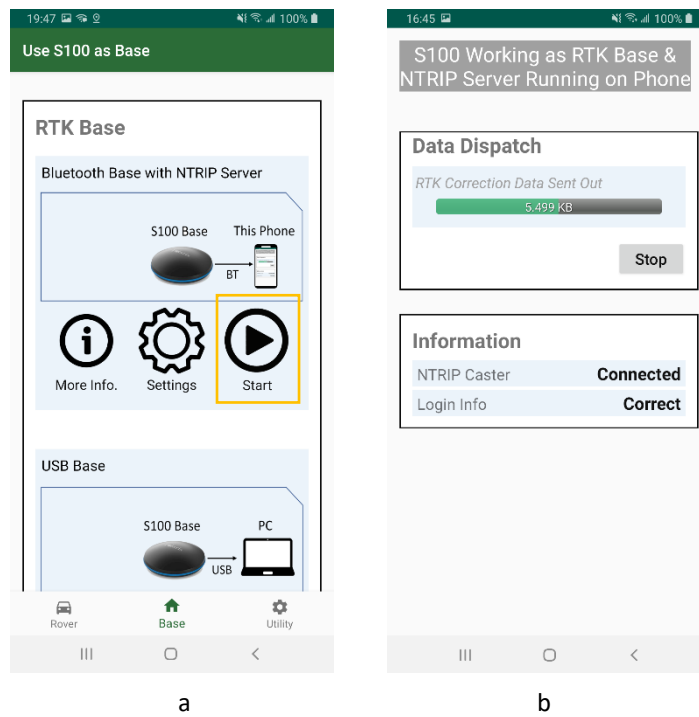 19:47 100%
Use S100 as Base
RTK Base
Bluetooth Base with NTRIP Server
S100 Base This Phone
BT
More Info. Settings Start
USB Base
S100 Base PC
USB
Rover Base Utility
a
16:45 100%
S100 Working as RTK Base &
NTRIP Server Running on Phone
Data Dispatch
RTK Correction Data Sent Out
5.499 KB
Stop
Information
NTRIP Caster Connected
Login Info Correct
b